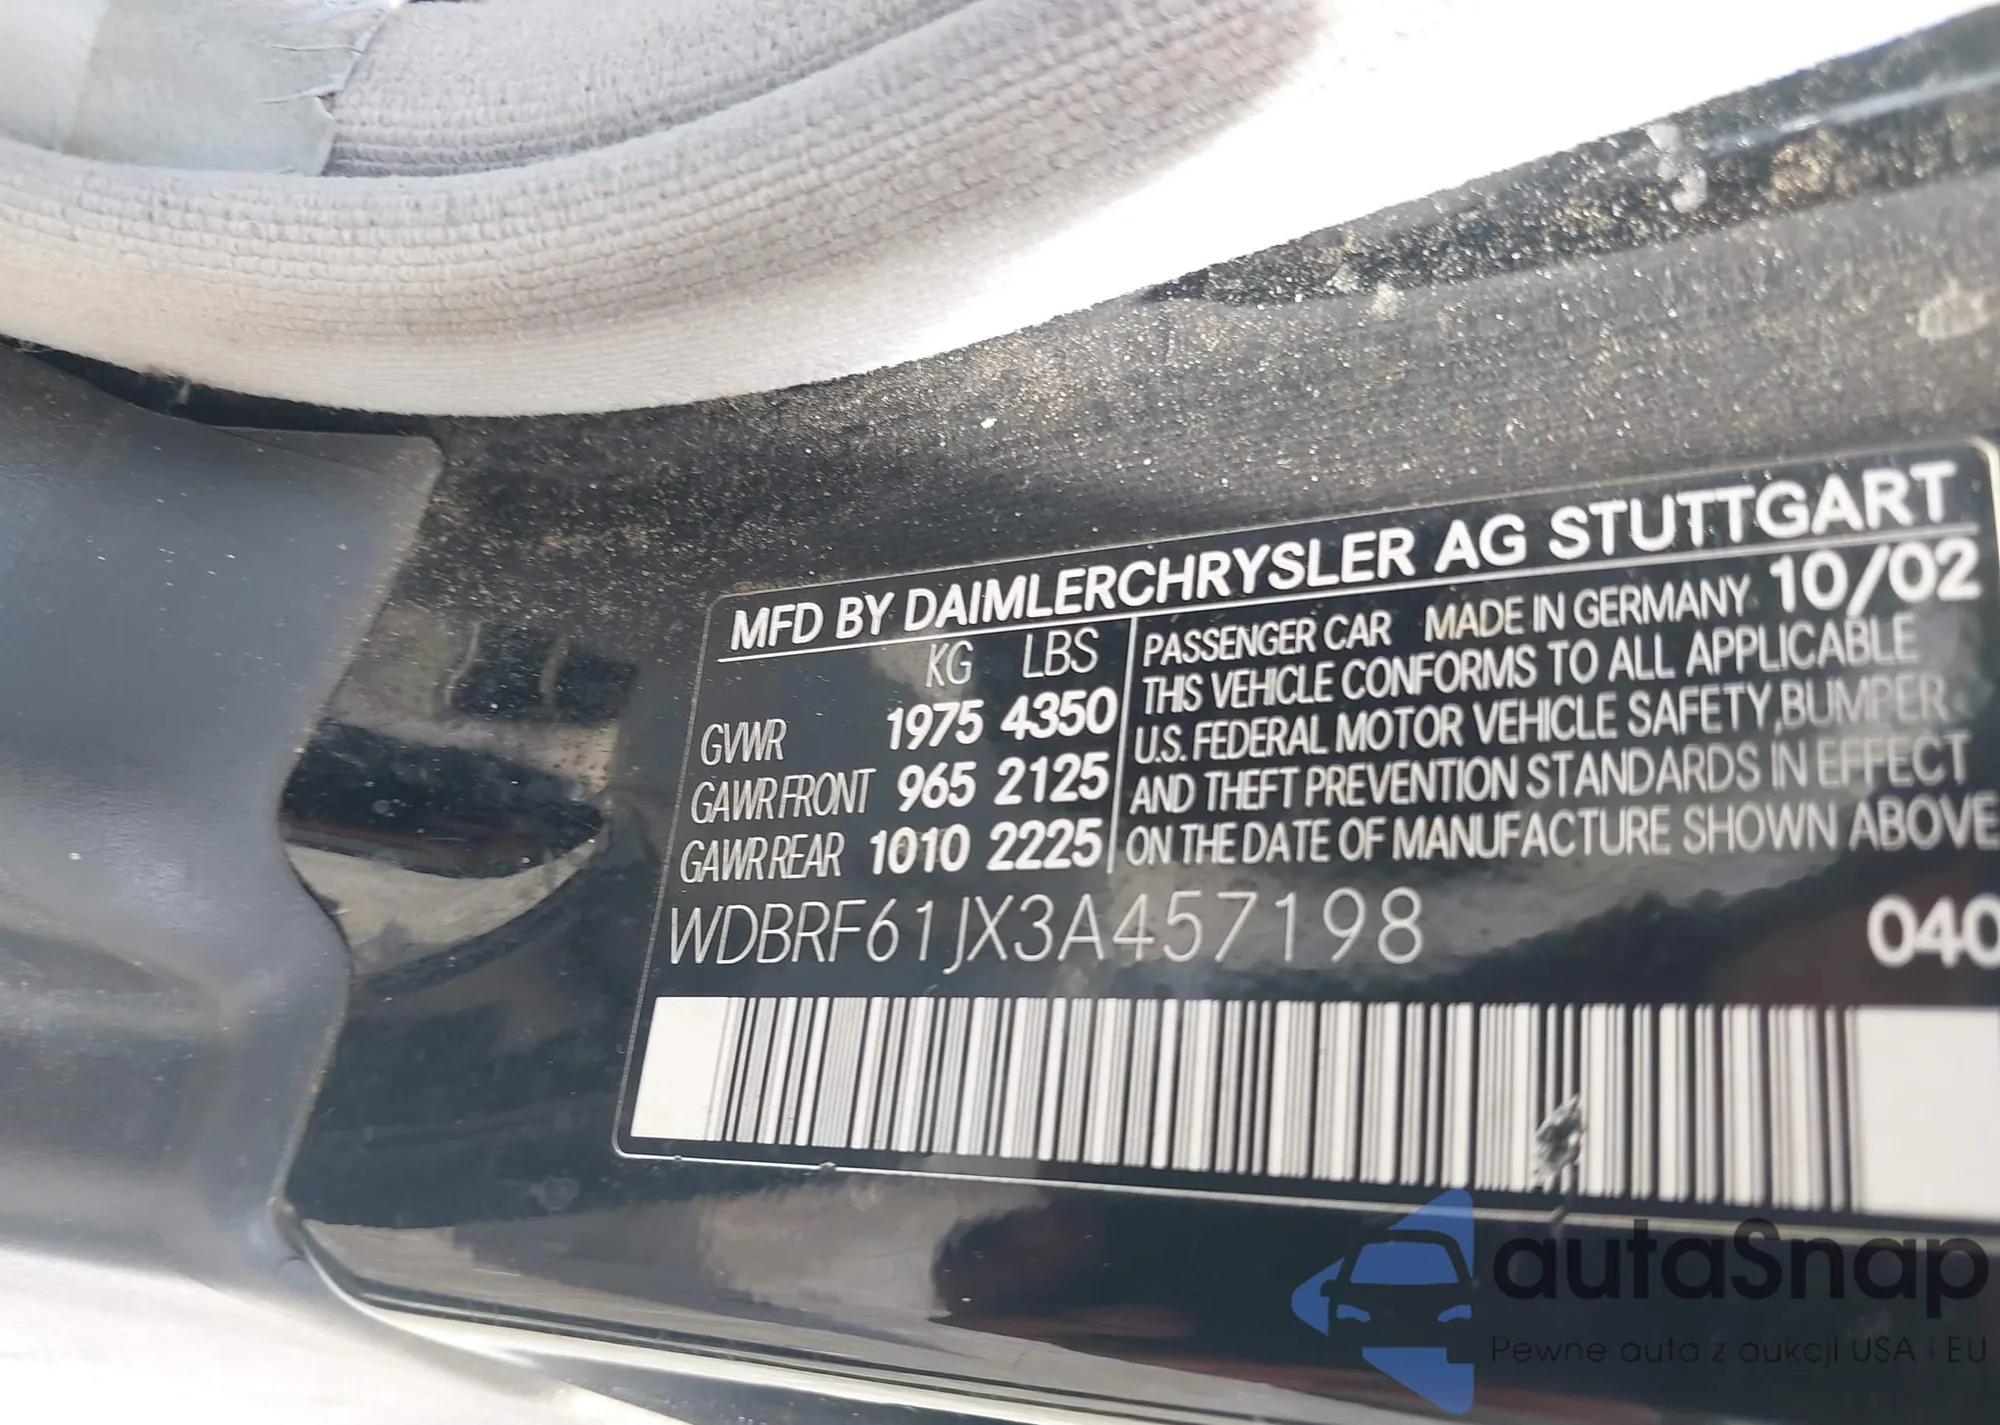 MFD BY DAIMLERCHRYSLER AG STUTTGART
KG LBS
GVWR 1975 4350
GAWR FRONT 965 2125
GAWR REAR 1010 2225
PASSENGER CAR MADE IN GERMANY 10/02
THIS VEHICLE CONFORMS TO ALL APPLICABLE
U.S. FEDERAL MOTOR VEHICLE SAFETY, BUMPER
AND THEFT PREVENTION STANDARDS IN EFFECT
ON THE DATE OF MANUFACTURE SHOWN ABOVE
WDBRF61JX3A457198
040
autaSnap
Pewne auta z aukcji USA i EU